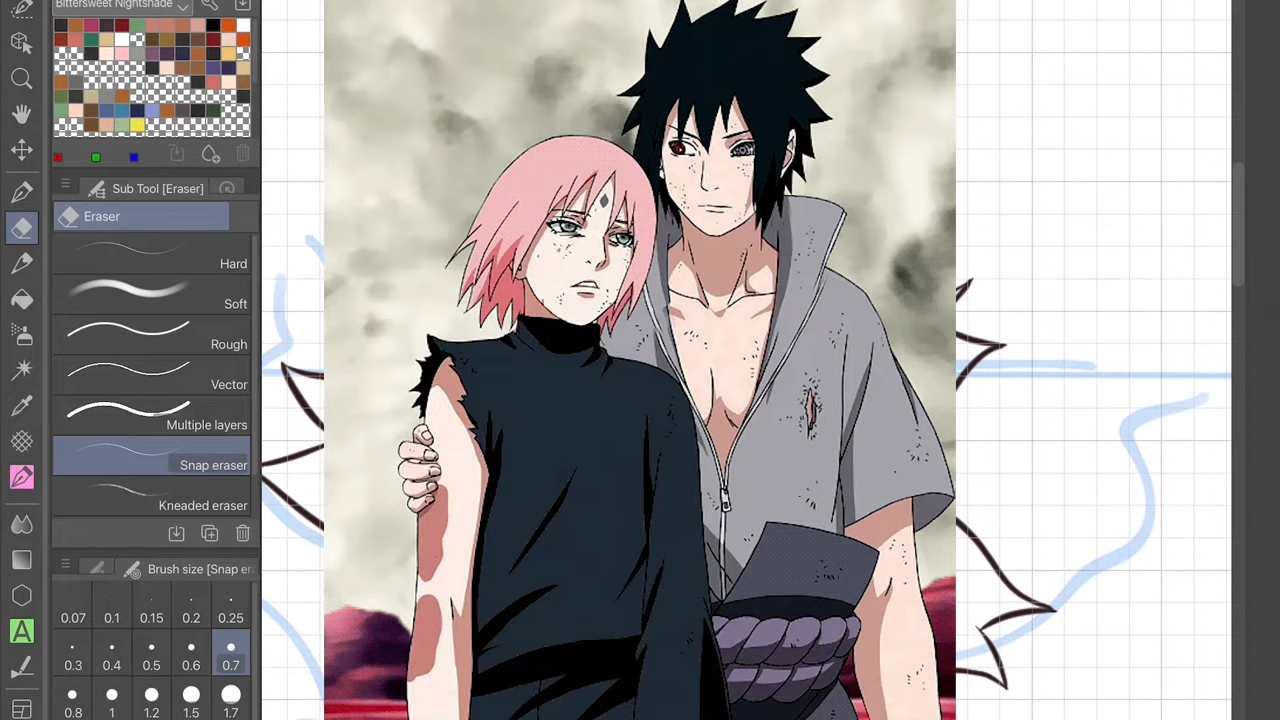 Bittersweet Nightshade
Sub Tool [Eraser]
Eraser
Hard
Soft
Rough
Vector
Multiple layers
Snap eraser
Kneaded eraser
Brush size [Snap er
0.07 0.1 0.15 0.2 0.25
0.3 0.4 0.5 0.6 0.7
0.8 1 1.2 1.5 1.7
A